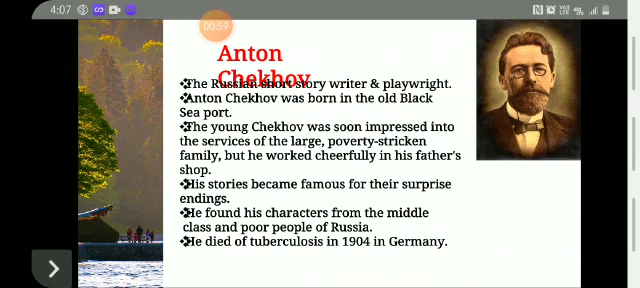 4:07
00:59
Anton
Chekhov
The Russian short story writer & playwright.
Anton Chekhov was born in the old Black
Sea port.
The young Chekhov was soon impressed into
the services of the large, poverty-stricken
family, but he worked cheerfully in his father's
shop.
His stories became famous for their surprise
endings.
He found his characters from the middle
class and poor people of Russia.
He died of tuberculosis in 1904 in Germany.